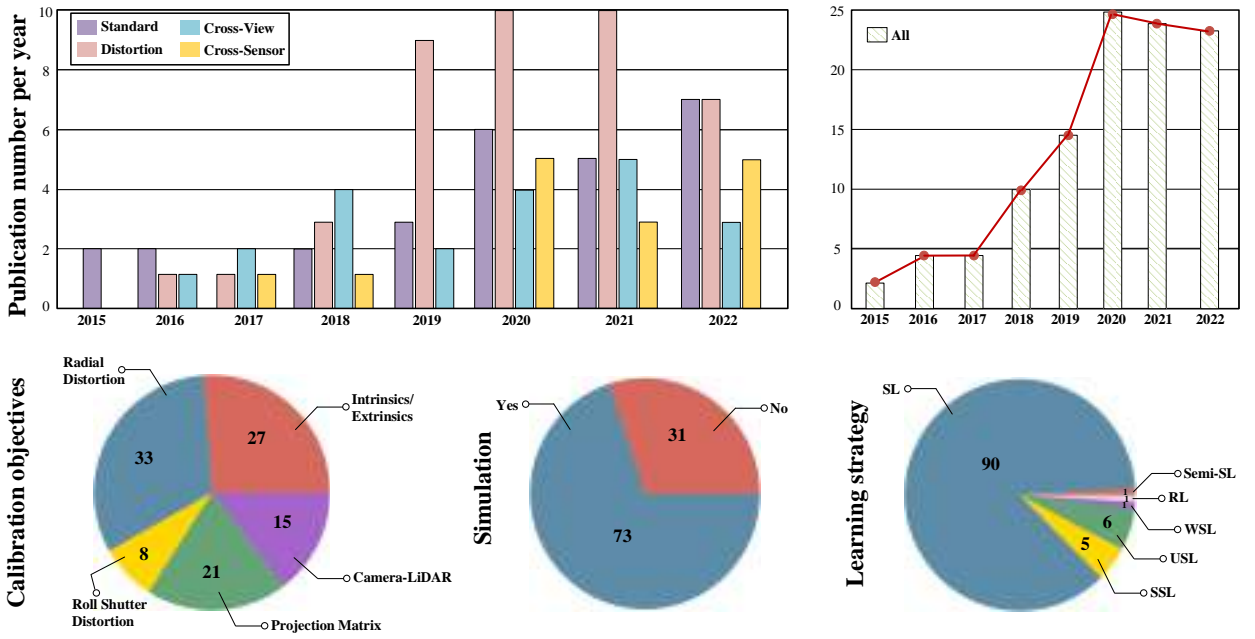 Publication number per year
10
8
6
4
2
0
Standard
Cross-View
Distortion
Cross-Sensor
2015 2016 2017 2018 2019 2020 2021 2022
25
20
15
10
5
0
All
2015 2016 2017 2018 2019 2020 2021 2022
Calibration objectives
Radial
Distortion
Intrinsics/
Extrinsics
33
27
15
8
21
Camera-LiDAR
Roll Shutter
Distortion
Projection Matrix
Simulation
Yes
No
31
73
Learning strategy
SL
90
Semi-SL
1
RL
1
WSL
1
6
USL
5
SSL